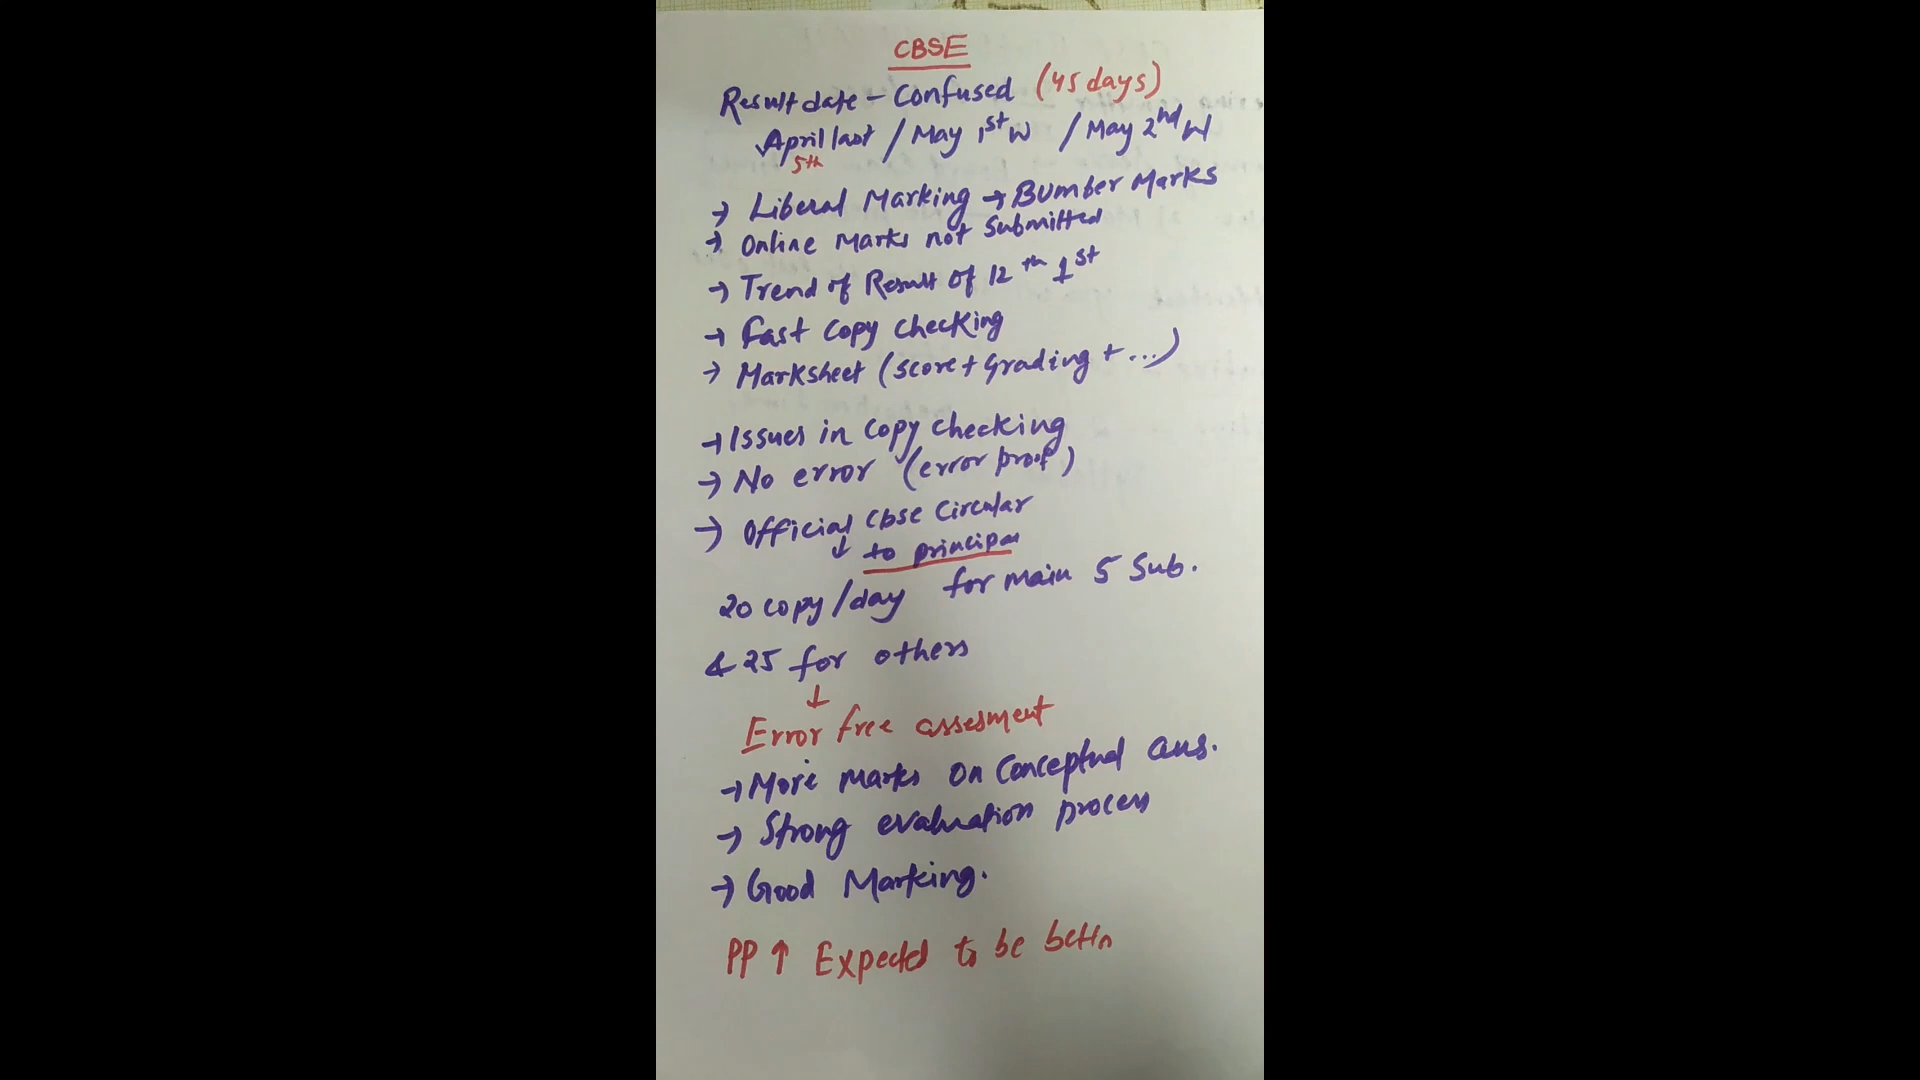 CBSE
Result date - Confused (45 days)
April last / May 1st W / May 2nd W
5th
→ Liberal Marking → Bumber Marks
→ Online Marks not Submitted
→ Trend of Result of 12th 1st
→ Fast Copy Checking
→ Marksheet (Score + Grading + ...)
→ Issues in Copy Checking
→ No error (error proof)
→ Official Cbse Circular
↓ to principal
20 copy/day for main 5 Sub.
& 25 for others
↓
Error free assesment
→ More marks on Conceptual ans.
→ Strong evaluation process
→ Good Marking.
PP ↑ Expected to be better